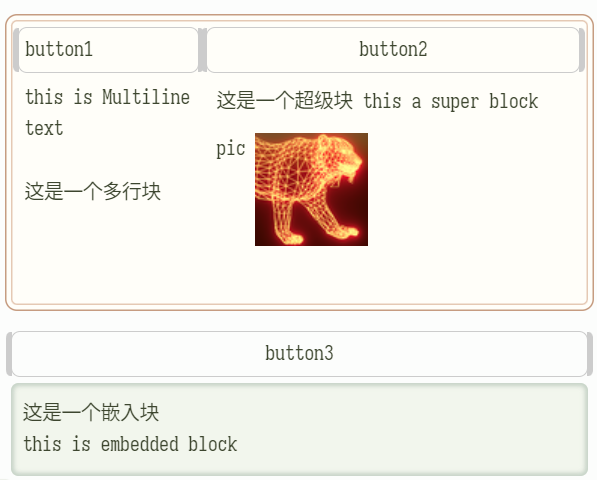 button1
button2
this is Multiline
text
这是一个多行块
这是一个超级块 this a super block
pic
button3
这是一个嵌入块
this is embedded block